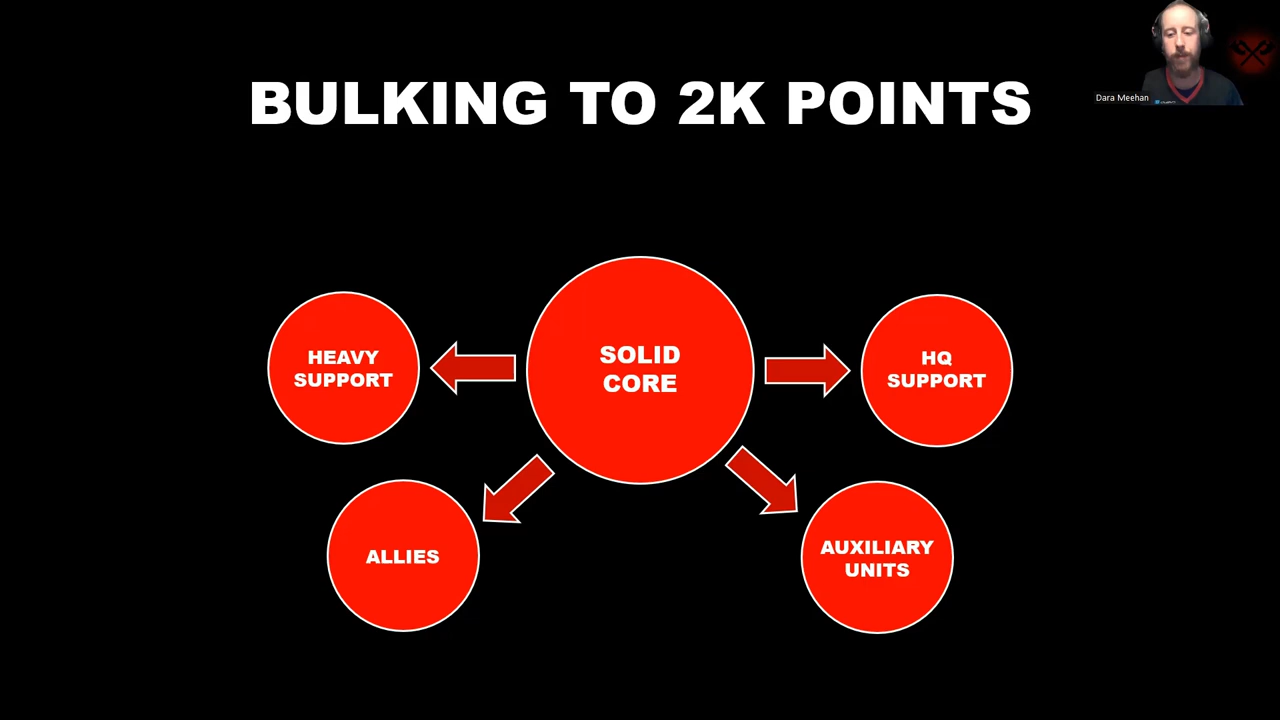 BULKING TO 2K POINTS
Dara Meehan
HEAVY
SUPPORT
SOLID
CORE
HQ
SUPPORT
ALLIES
AUXILIARY
UNITS